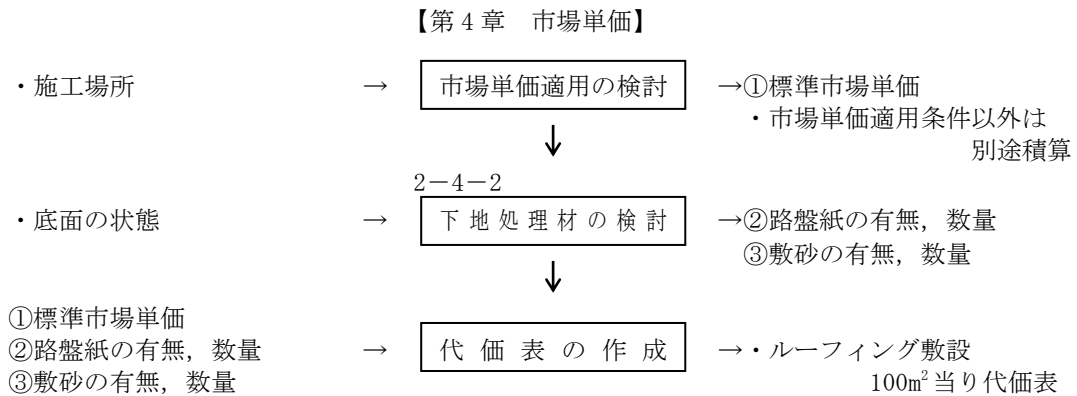 【第4章　市場単価】
・施工場所　→　市場単価適用の検討　→①標準市場単価
・市場単価適用条件以外は
別途積算
↓
2－4－2
・底面の状態　→　下地処理材の検討　→②路盤紙の有無，数量
③敷砂の有無，数量
↓
①標準市場単価
②路盤紙の有無，数量　→　代価表の作成　→・ルーフィング敷設
③敷砂の有無，数量　100m²当り代価表